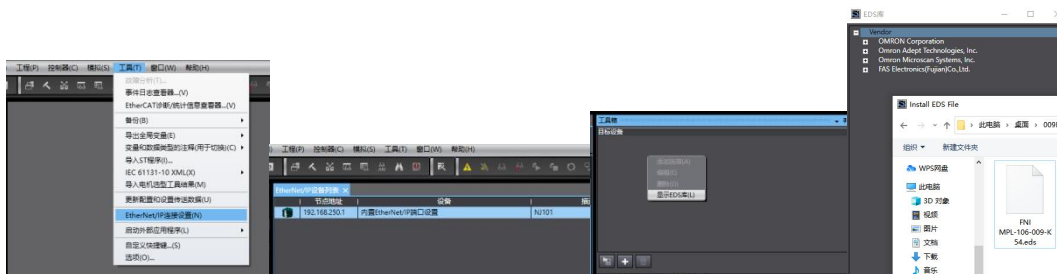 工程(P) 控制器(C) 模拟(S) 工具(T) 窗口(W) 帮助(H)
故障分析(T)...
事件日志查看器...(V)
EtherCAT诊断/统计信息查看器...(V)
备份(B)
导出全局变量(E)
变量和数据类型的注释(用于切换)(C)
导入ST程序(I)...
IEC 61131-10 XML(X)
导入电机选型工具结果(M)
更新配置和设置传送数据(U)
EtherNet/IP连接设置(N)
启动外部应用程序(L)
自定义快捷键...(S)
选项(O)...
工程(P) 控制器(C) 模拟(S) 工具(T) 窗口(W) 帮助(H)
EtherNet/IP设备列表
节点地址 设备
192.168.250.1 内置EtherNet/IP端口设置 NJ101
工具箱
目标设备
编辑(E)
删除(D)
显示EDS库(L)
EDS库
Vendor
OMRON Corporation
Omron Adept Technologies, Inc.
Omron Microscan Systems, Inc.
FAS Electronics(Fujian)Co.,Ltd.
Install EDS File
此电脑 桌面
组织 新建文件夹
WPS网盘
此电脑
3D 对象
视频
图片
文档
下载
音乐
FNI
MPL-106-009-K
54.eds